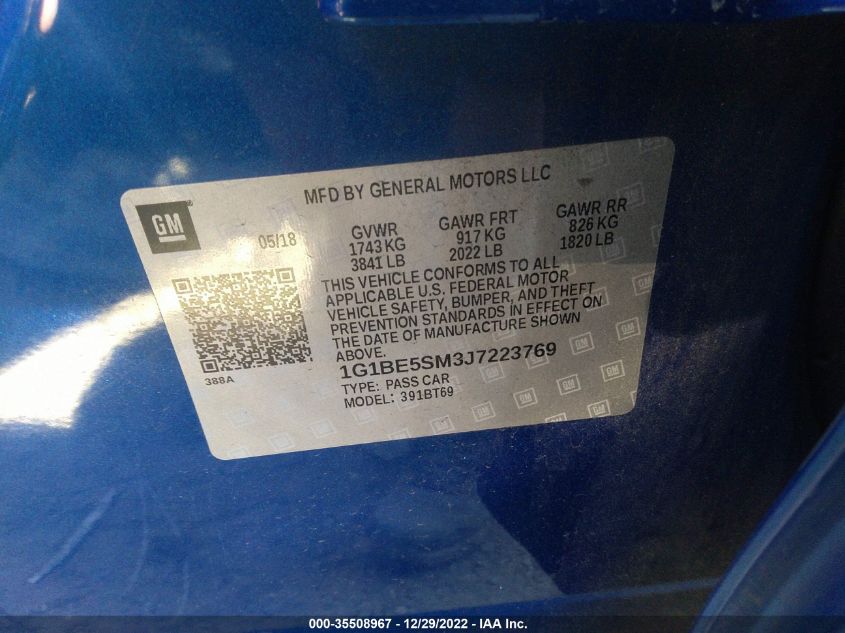 MFD BY GENERAL MOTORS LLC
GM
05/18
GVWR
1743 KG
3841 LB
GAWR FRT
917 KG
2022 LB
GAWR RR
826 KG
1820 LB
THIS VEHICLE CONFORMS TO ALL
APPLICABLE U.S. FEDERAL MOTOR
VEHICLE SAFETY, BUMPER, AND THEFT
PREVENTION STANDARDS IN EFFECT ON
THE DATE OF MANUFACTURE SHOWN
ABOVE.
388A
1G1BE5SM3J7223769
TYPE: PASS CAR
MODEL: 391BT69
000-35508967 - 12/29/2022 - IAA Inc.